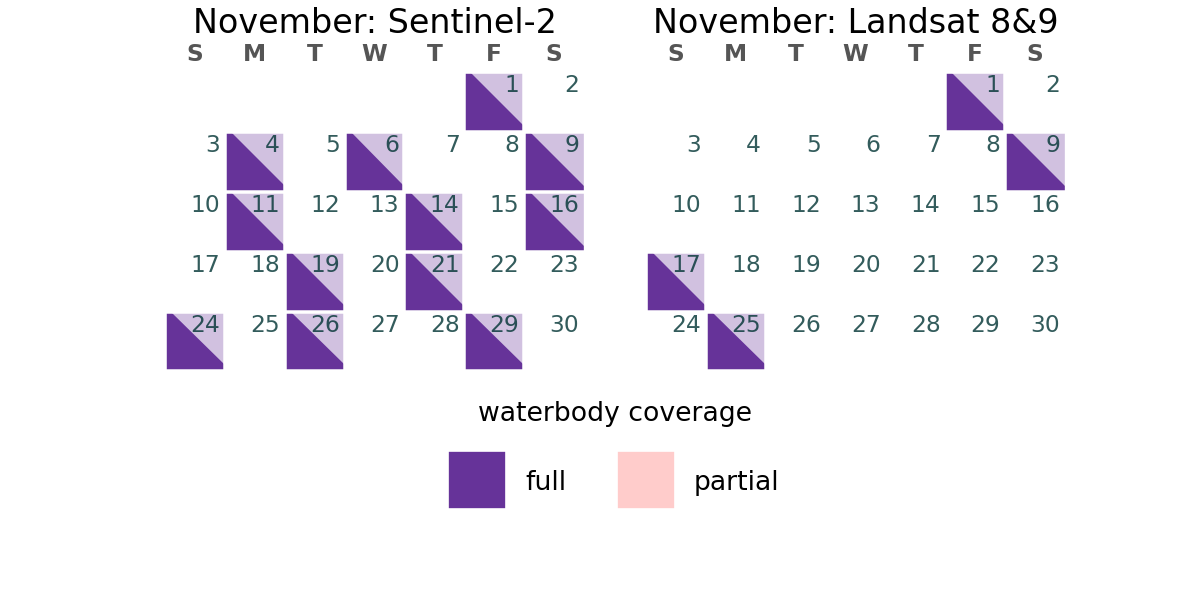 November: Sentinel-2
S M T W T F S
1 2
3 4 5 6 7 8 9
10 11 12 13 14 15 16
17 18 19 20 21 22 23
24 25 26 27 28 29 30
November: Landsat 8&9
S M T W T F S
1 2
3 4 5 6 7 8 9
10 11 12 13 14 15 16
17 18 19 20 21 22 23
24 25 26 27 28 29 30
waterbody coverage
full
partial